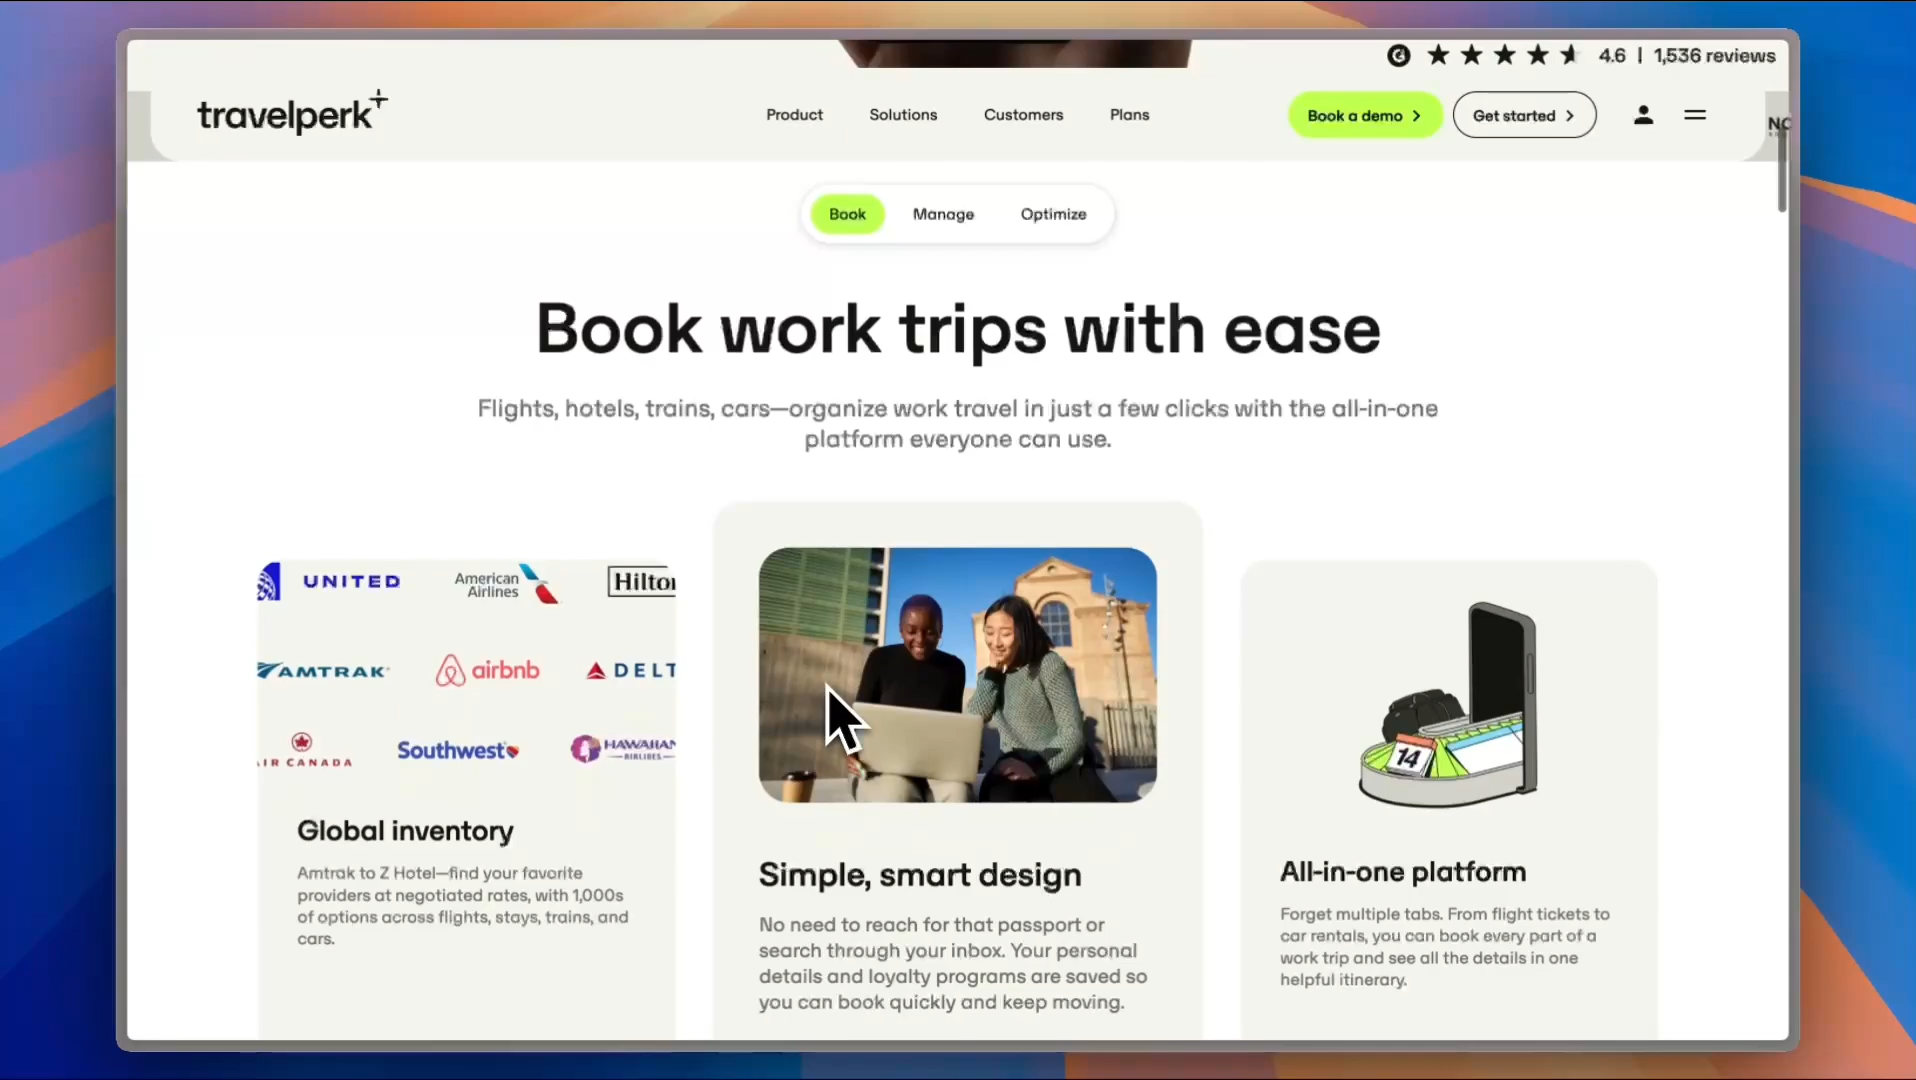 4.6 | 1,536 reviews
travelperk
Product
Solutions
Customers
Plans
Book a demo
Get started
Book
Manage
Optimize
Book work trips with ease
Flights, hotels, trains, cars—organize work travel in just a few clicks with the all-in-one
platform everyone can use.
UNITED
American
Airlines
Hilto
AMTRAK
airbnb
DELT
AIR CANADA
Southwest
HAWAIIAN
AIRLINES
14
Global inventory
Amtrak to Z Hotel—find your favorite
providers at negotiated rates, with 1,000s
of options across flights, stays, trains, and
cars.
Simple, smart design
No need to reach for that passport or
search through your inbox. Your personal
details and loyalty programs are saved so
you can book quickly and keep moving.
All-in-one platform
Forget multiple tabs. From flight tickets to
car rentals, you can book every part of a
work trip and see all the details in one
helpful itinerary.